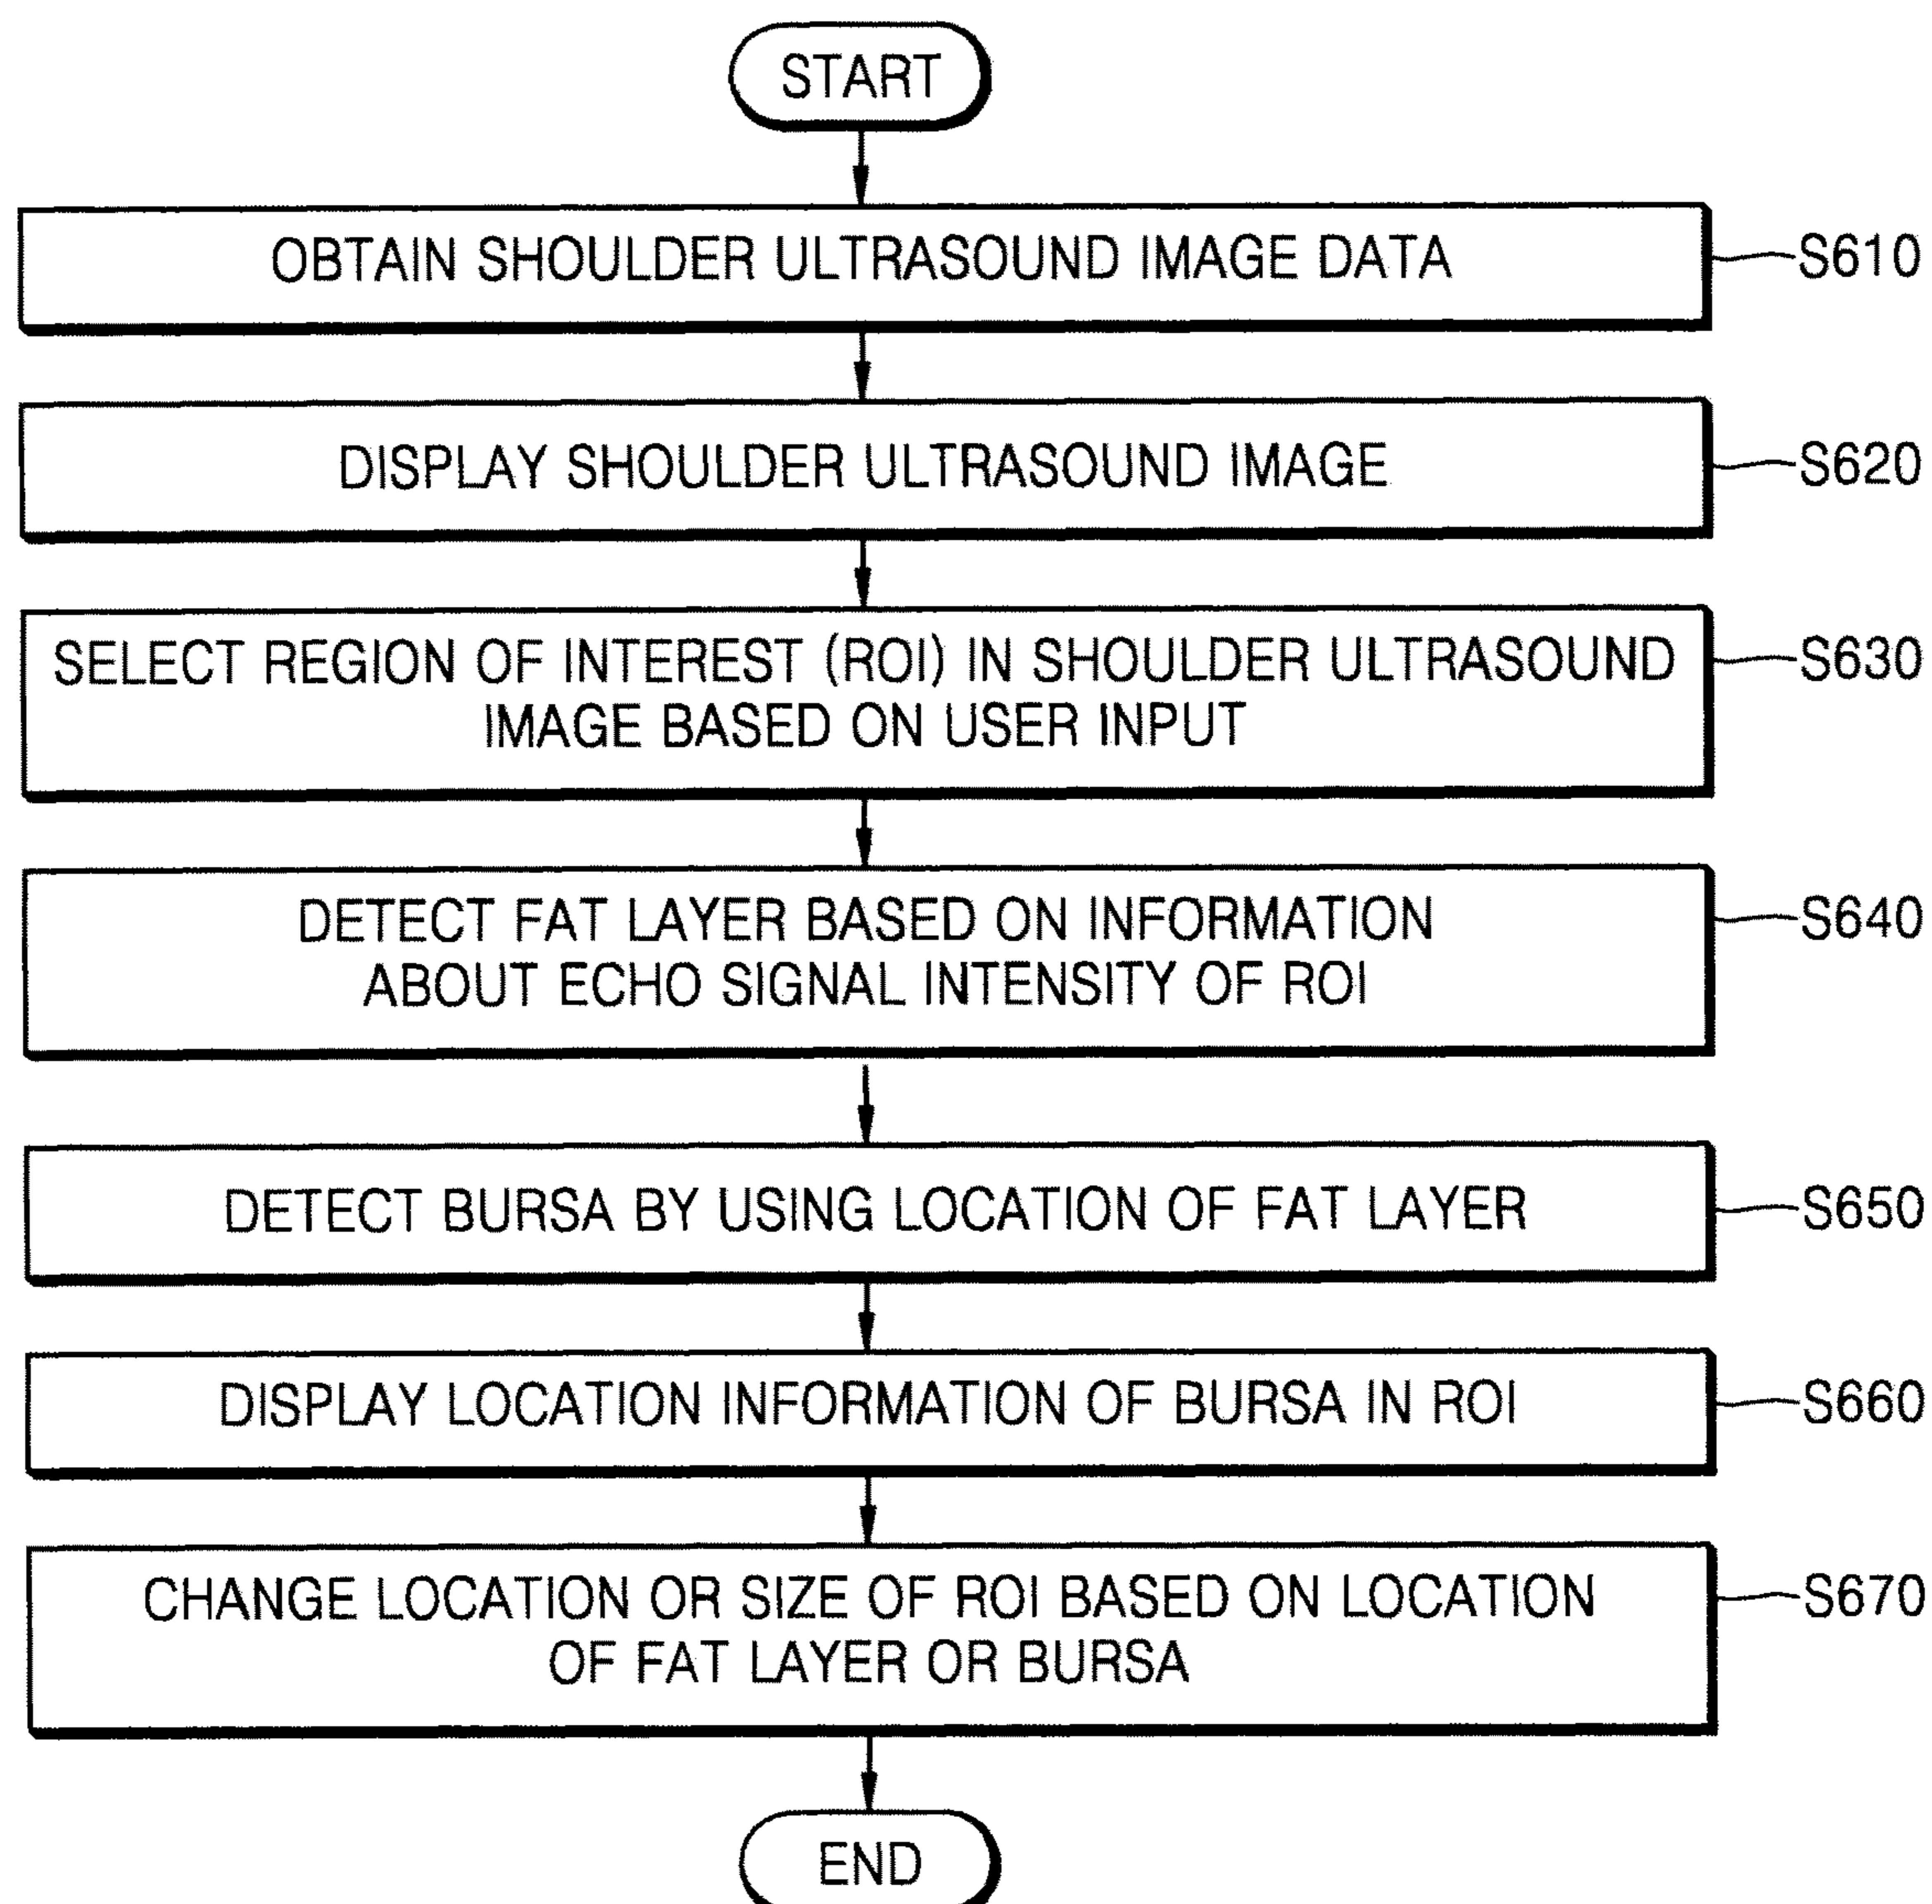 START
OBTAIN SHOULDER ULTRASOUND IMAGE DATA
S610
DISPLAY SHOULDER ULTRASOUND IMAGE
S620
SELECT REGION OF INTEREST (ROI) IN SHOULDER ULTRASOUND
IMAGE BASED ON USER INPUT
S630
DETECT FAT LAYER BASED ON INFORMATION
ABOUT ECHO SIGNAL INTENSITY OF ROI
S640
DETECT BURSA BY USING LOCATION OF FAT LAYER
S650
DISPLAY LOCATION INFORMATION OF BURSA IN ROI
S660
CHANGE LOCATION OR SIZE OF ROI BASED ON LOCATION
OF FAT LAYER OR BURSA
S670
END